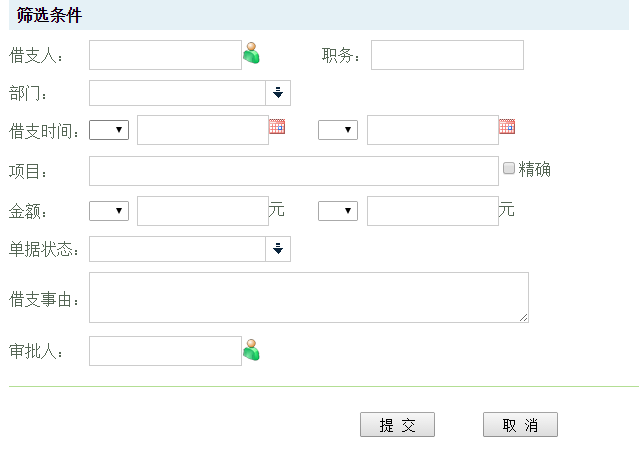 筛选条件
借支人： 职务：
部门：
借支时间：
项目： 精确
金额： 元 元
单据状态：
借支事由：
审批人：
提 交 取 消